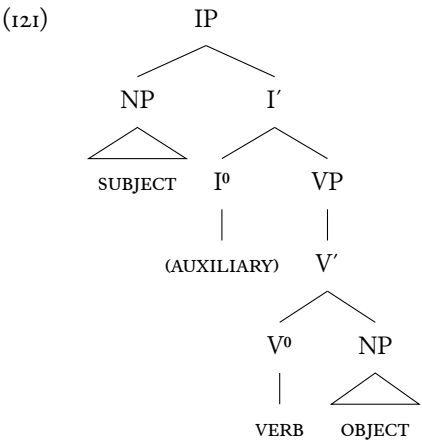 (121) IP
NP I′
SUBJECT I⁰ VP
(AUXILIARY) V′
V⁰ NP
VERB OBJECT